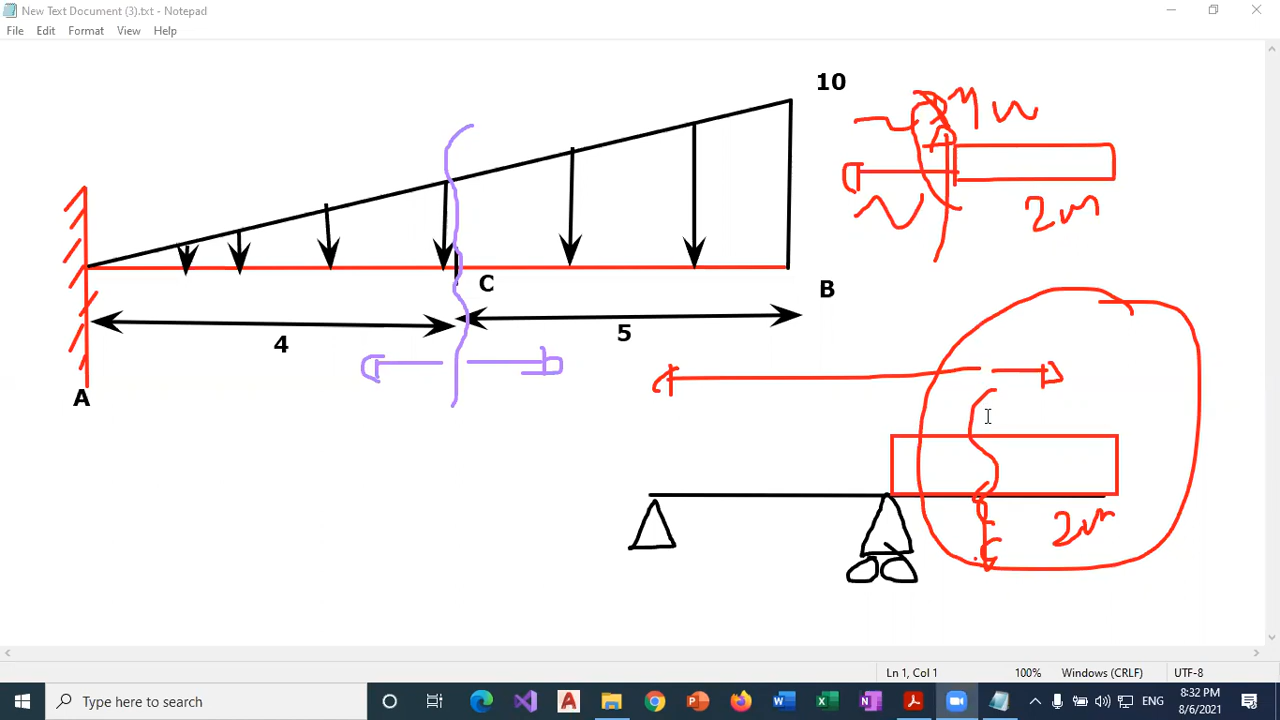 New Text Document (3).txt - Notepad
File Edit Format View Help
10
M
2m
C
B
4
5
A
2m
Ln 1, Col 1 100% Windows (CRLF) UTF-8
Type here to search
ENG
8:32 PM
8/6/2021